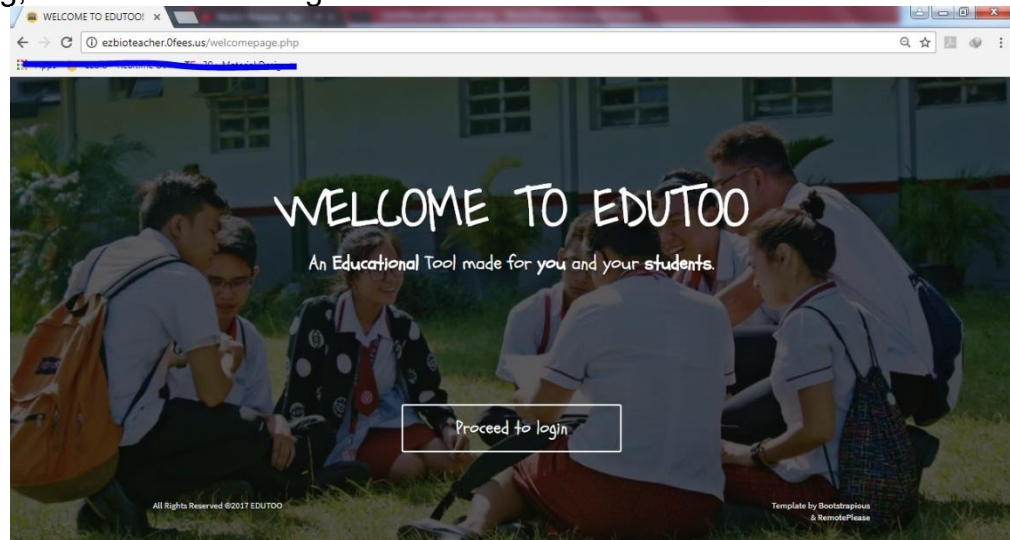 g,
WELCOME TO EDUTOO!
ezbioteacher.0fees.us/welcomepage.php
WELCOME TO EDUTOO
An Educational Tool made for you and your students.
Proceed to login
All Rights Reserved ©2017 EDUTOO
Template by Bootstrapious
& RemotePlease